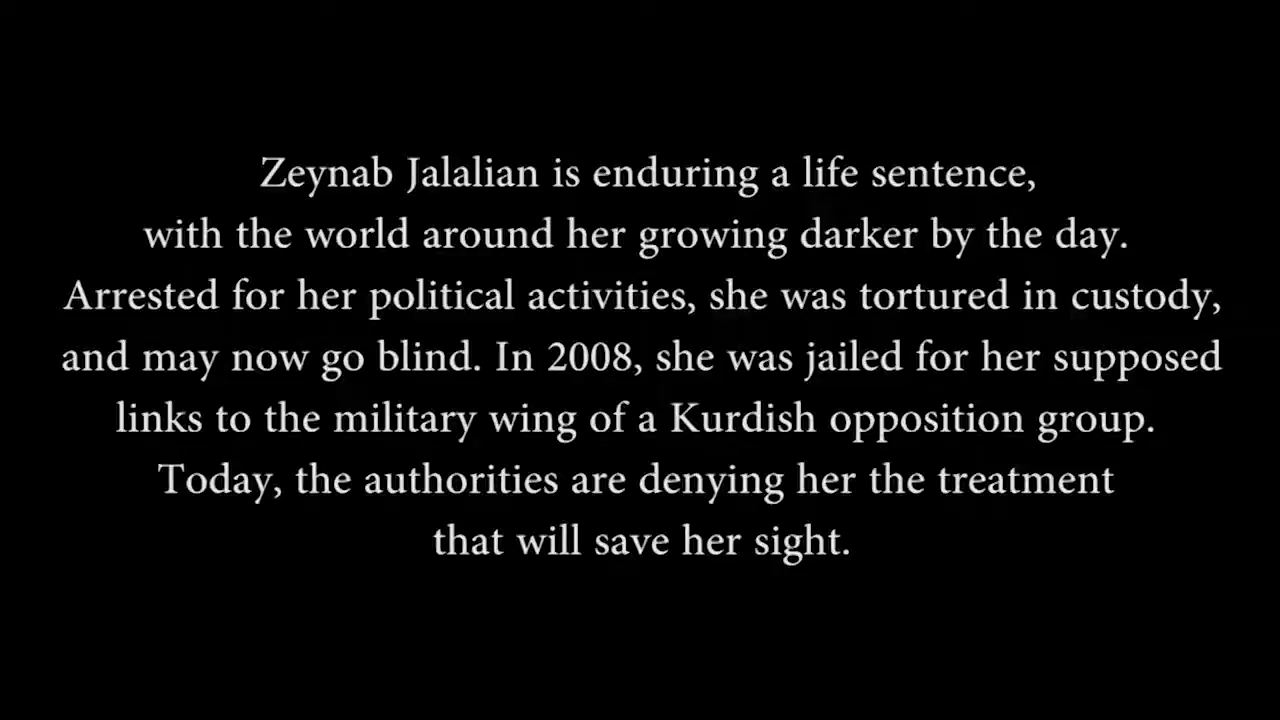 Zeynab Jalalian is enduring a life sentence,
with the world around her growing darker by the day.
Arrested for her political activities, she was tortured in custody,
and may now go blind. In 2008, she was jailed for her supposed
links to the military wing of a Kurdish opposition group.
Today, the authorities are denying her the treatment
that will save her sight.